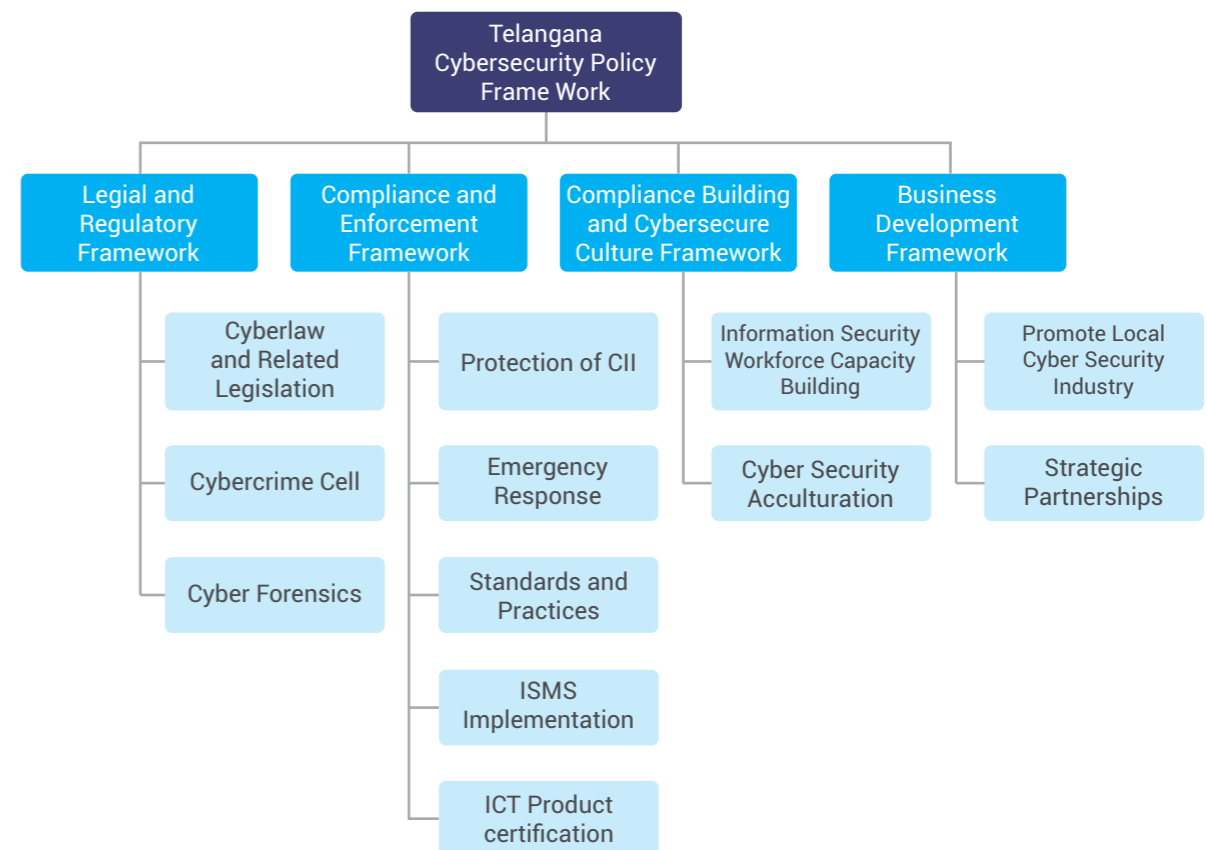 Telangana
Cybersecurity Policy
Frame Work
Legial and
Regulatory
Framework
Compliance and
Enforcement
Framework
Compliance Building
and Cybersecure
Culture Framework
Business
Development
Framework
Cyberlaw
and Related
Legislation
Cybercrime Cell
Cyber Forensics
Protection of CII
Emergency
Response
Standards and
Practices
ISMS
Implementation
ICT Product
certification
Information Security
Workforce Capacity
Building
Cyber Security
Acculturation
Promote Local
Cyber Security
Industry
Strategic
Partnerships